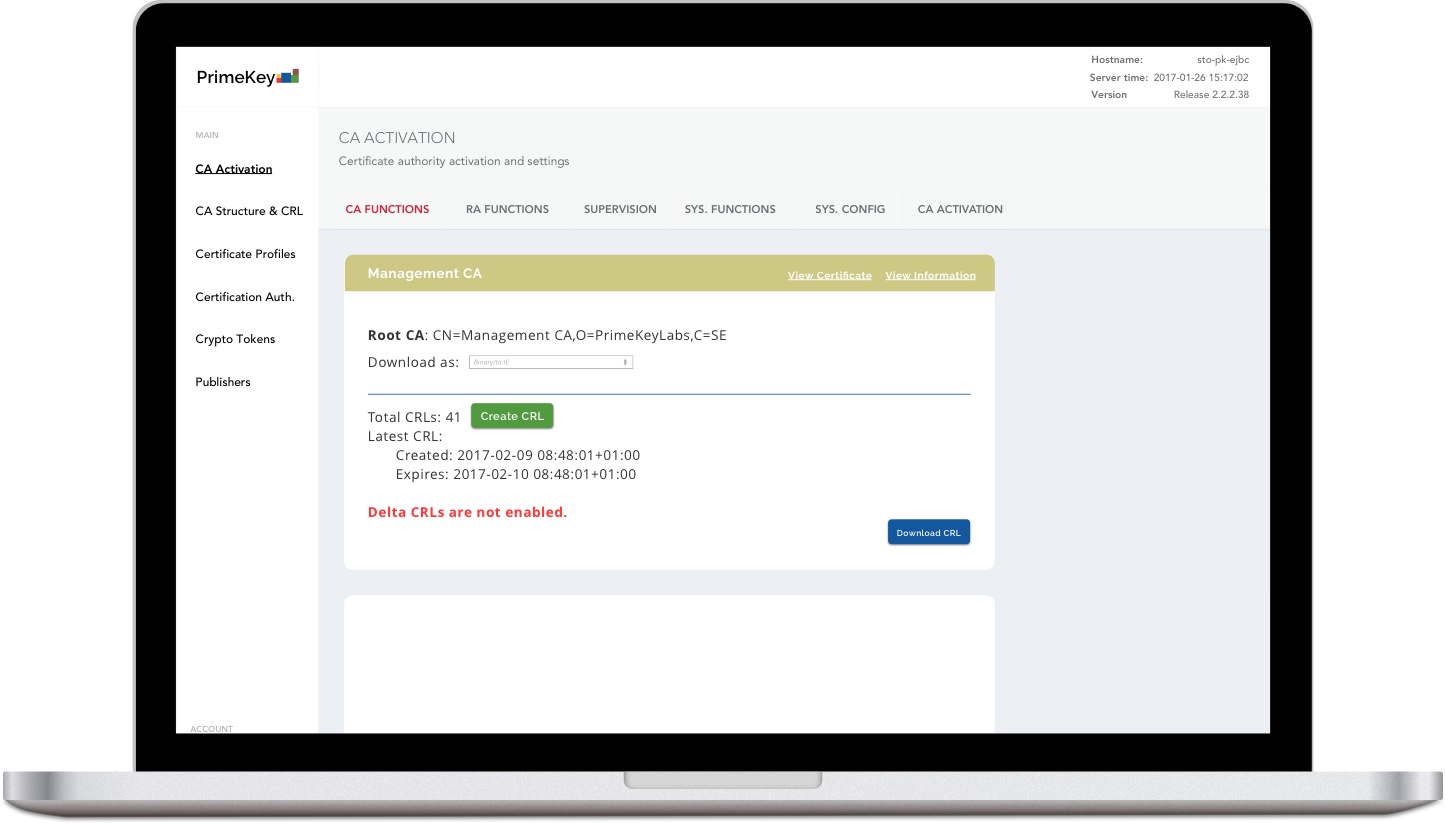 PrimeKey
Hostname: sto-pk-ejbc
Server time: 2017-01-26 15:17:02
Version Release 2.2.2.38
MAIN
CA Activation
CA Structure & CRL
Certificate Profiles
Certification Auth.
Crypto Tokens
Publishers
ACCOUNT
CA ACTIVATION
Certificate authority activation and settings
CA FUNCTIONS RA FUNCTIONS SUPERVISION SYS. FUNCTIONS SYS. CONFIG CA ACTIVATION
Management CA View Certificate View Information
Root CA: CN=Management CA,O=PrimeKeyLabs,C=SE
Download as: Binary/to IE
Total CRLs: 41 Create CRL
Latest CRL:
Created: 2017-02-09 08:48:01+01:00
Expires: 2017-02-10 08:48:01+01:00
Delta CRLs are not enabled.
Download CRL